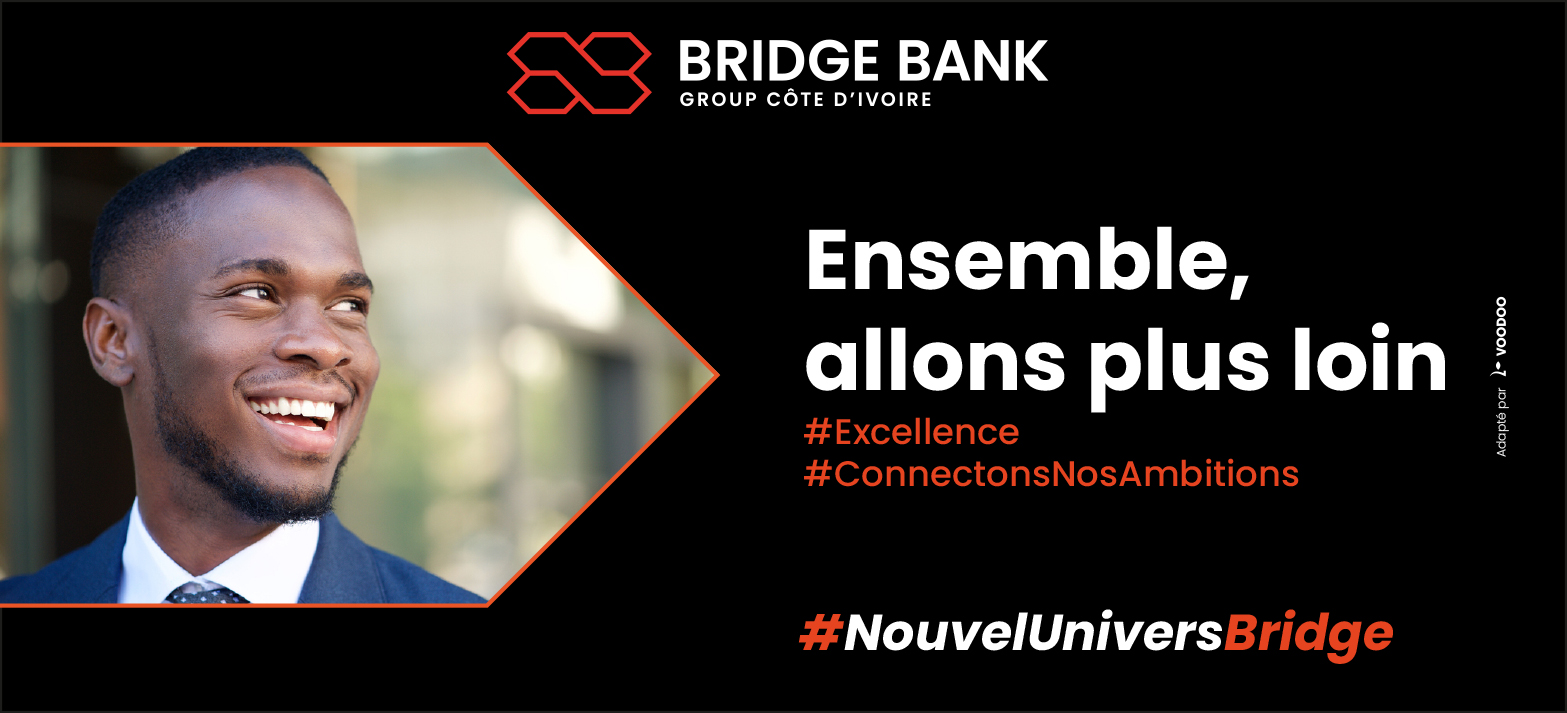 BRIDGE BANK
GROUP CÔTE D’IVOIRE
Ensemble,
allons plus loin
#Excellence
#ConnectonsNosAmbitions
#NouvelUniversBridge
Adapté par VOODOO